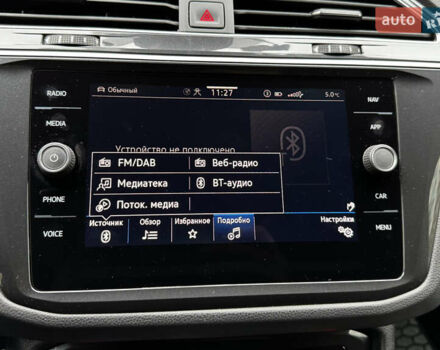 auto
RADIO
MEDIA
PHONE
VOICE
NAV
APP
CAR
MENU
Обычный
11:27
5.0°C
Устройство не подключено
FM/DAB
Веб-радио
Медиатека
BT-аудио
Поток. медиа
Источник
Обзор
Избранное
Подробно
Настройки